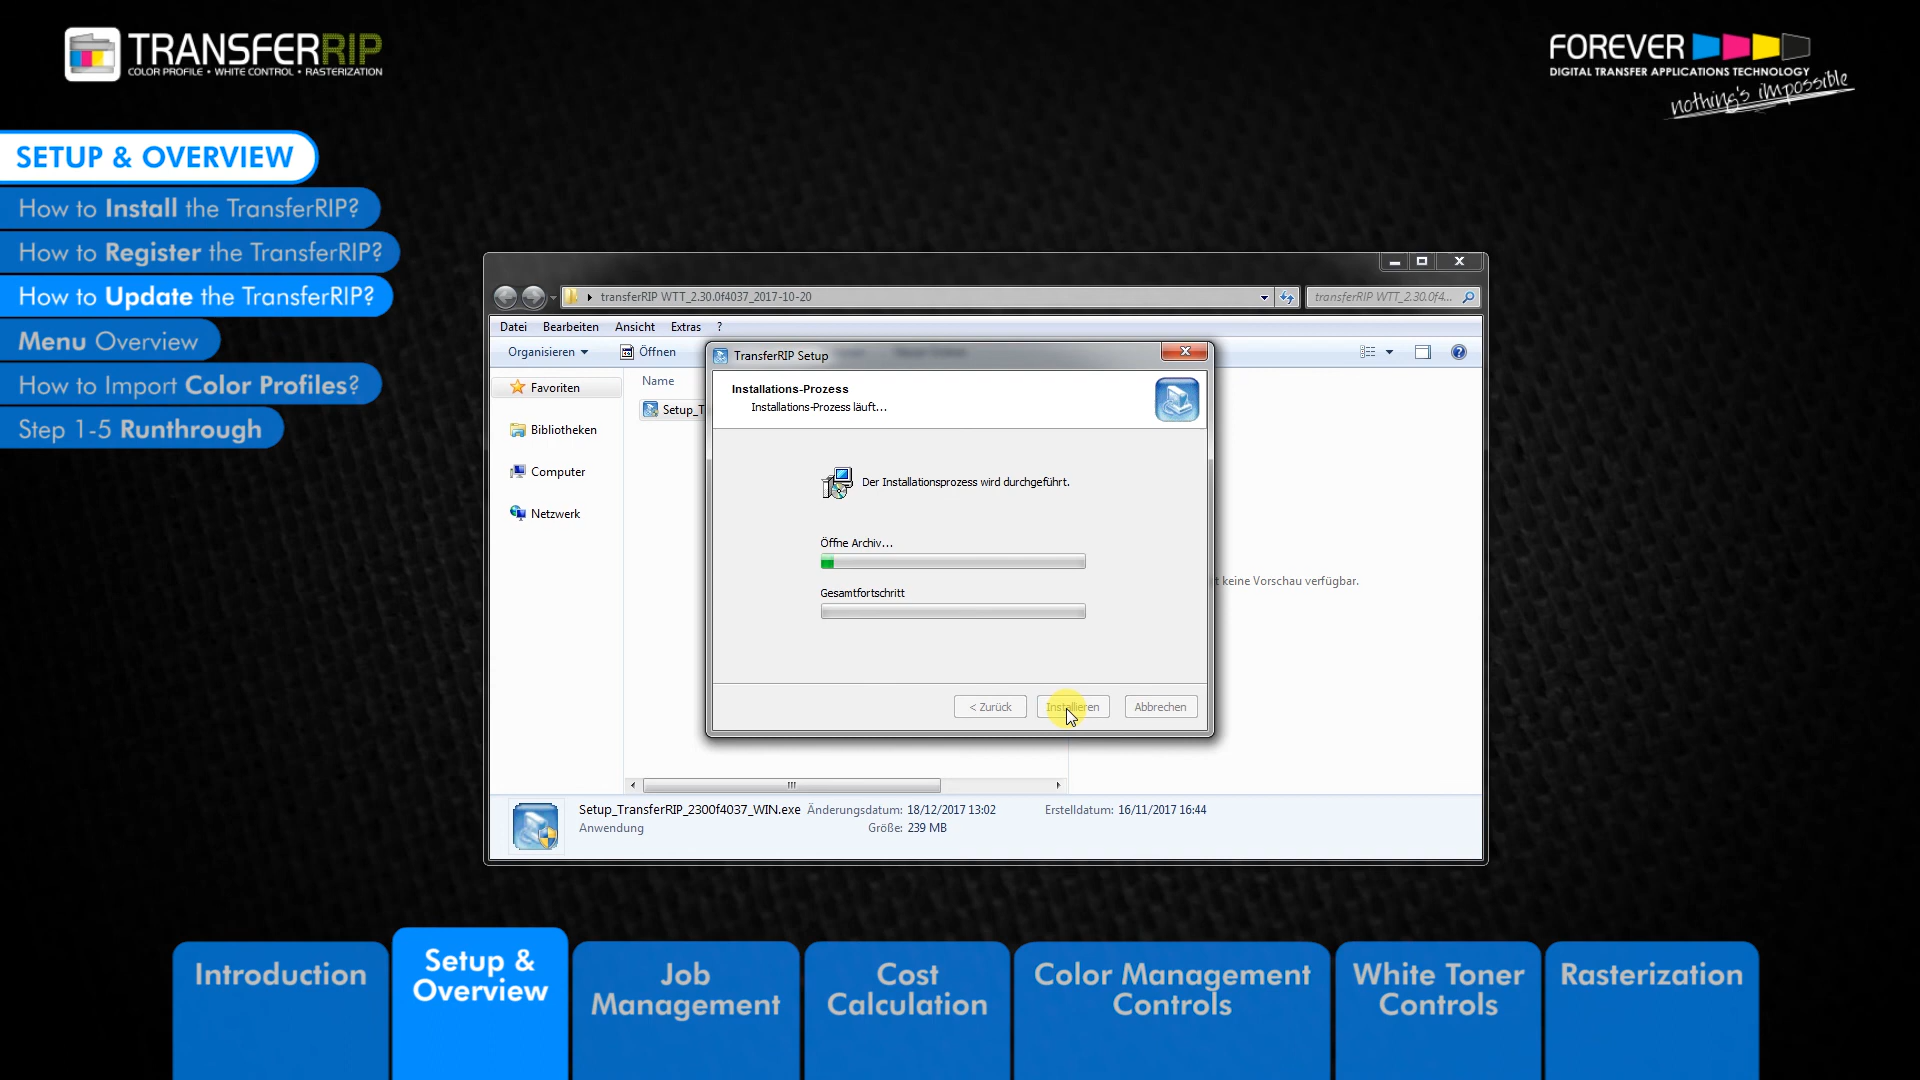 TRANSFERRIP
COLOR PROFILE • WHITE CONTROL • RASTERIZATION
FOREVER
DIGITAL TRANSFER APPLICATIONS TECHNOLOGY
nothing's impossible
SETUP & OVERVIEW
How to Install the TransferRIP?
How to Register the TransferRIP?
How to Update the TransferRIP?
Menu Overview
How to Import Color Profiles?
Step 1-5 Runthrough
transferRIP WTT_2.30.0f4037_2017-10-20
transferRIP WTT_2.30.0f4...
Datei Bearbeiten Ansicht Extras ?
Organisieren Öffnen
Favoriten
Bibliotheken
Computer
Netzwerk
Name
Setup_T
TransferRIP Setup
Installations-Prozess
Installations-Prozess läuft...
Der Installationsprozess wird durchgeführt.
Öffne Archiv...
Gesamtfortschritt
< Zurück Installieren Abbrechen
t keine Vorschau verfügbar.
Setup_TransferRIP_2300f4037_WIN.exe Änderungsdatum: 18/12/2017 13:02 Erstelldatum: 16/11/2017 16:44
Anwendung Größe: 239 MB
Introduction
Setup &
Overview
Job
Management
Cost
Calculation
Color Management
Controls
White Toner
Controls
Rasterization